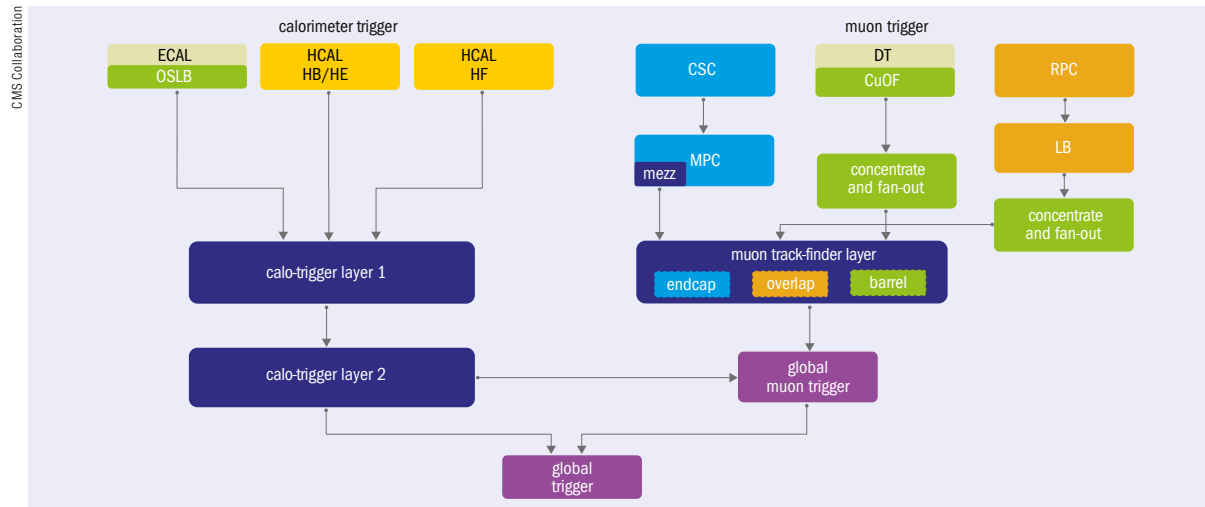 CMS Collaboration
calorimeter trigger
muon trigger
ECAL
OSLB
HCAL
HB/HE
HCAL
HF
CSC
DT
CuOF
RPC
MPC
mezz
concentrate
and fan-out
LB
concentrate
and fan-out
calo-trigger layer 1
muon track-finder layer
endcap
overlap
barrel
calo-trigger layer 2
global
muon trigger
global
trigger